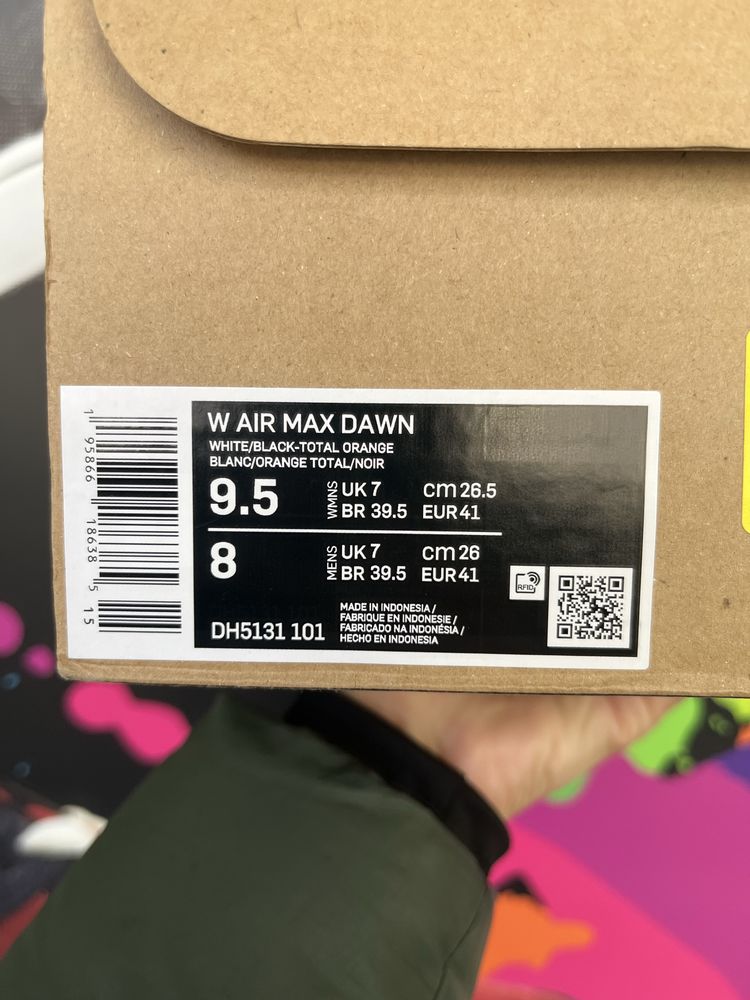 W AIR MAX DAWN
WHITE/BLACK-TOTAL ORANGE
BLANC/ORANGE TOTAL/NOIR
9.5 WMNS UK 7 cm 26.5
BR 39.5 EUR 41
8 MENS UK 7 cm 26
BR 39.5 EUR 41
RFID
DH5131 101
MADE IN INDONESIA /
FABRIQUE EN INDONESIE /
FABRICADO NA INDONÉSIA /
HECHO EN INDONESIA
1 95866 18638 5 15